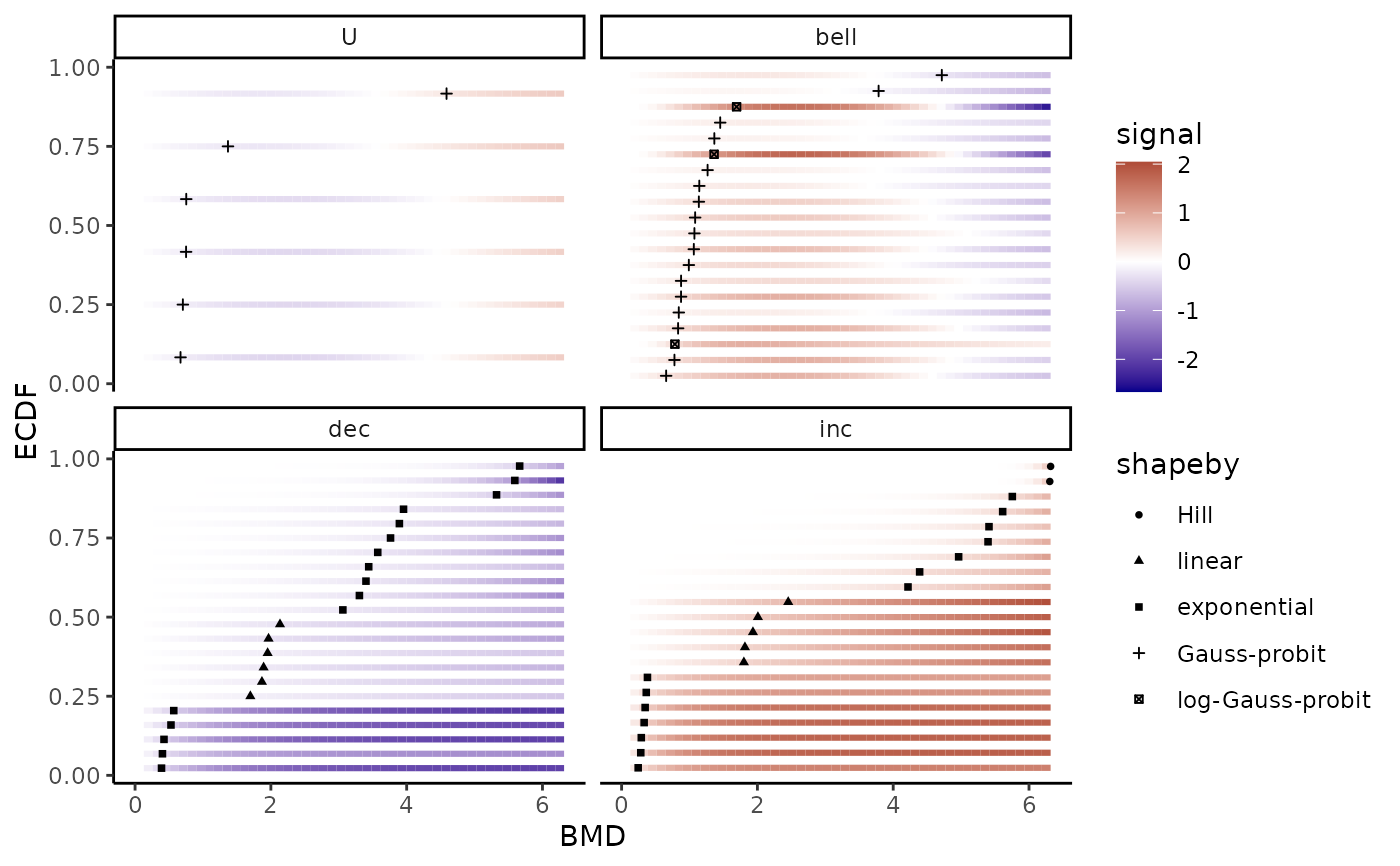 U
bell
1.00
0.75
0.50
0.25
0.00
ECDF
dec
inc
1.00
0.75
0.50
0.25
0.00
0 2 4 6
0 2 4 6
BMD
signal
2
1
0
-1
-2
shapeby
Hill
linear
exponential
Gauss-probit
log-Gauss-probit